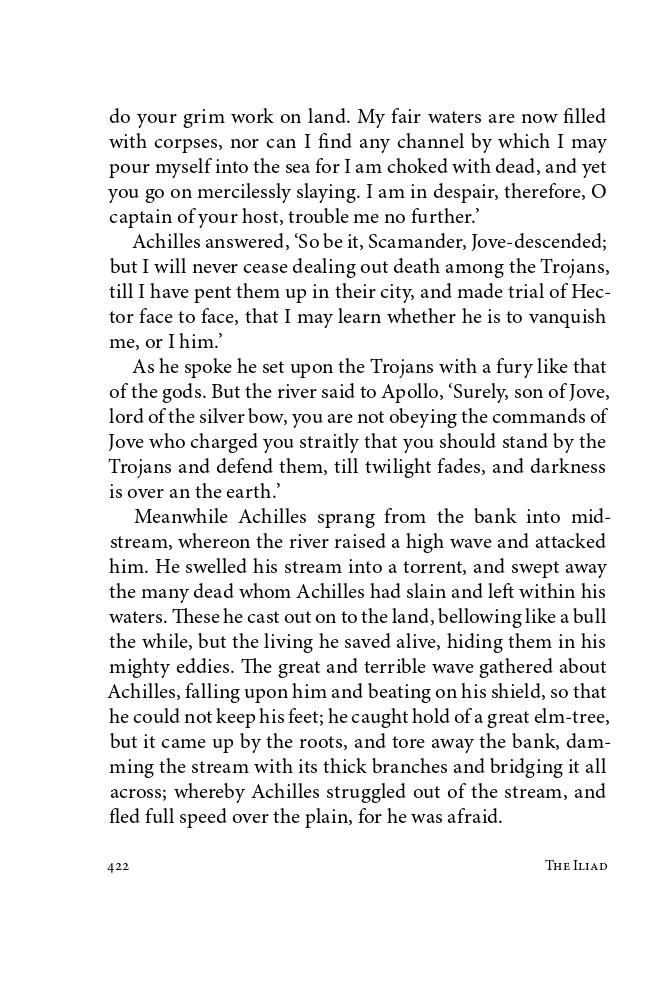 do your grim work on land. My fair waters are now filled
with corpses, nor can I find any channel by which I may
pour myself into the sea for I am choked with dead, and yet
you go on mercilessly slaying. I am in despair, therefore, O
captain of your host, trouble me no further.’
Achilles answered, ‘So be it, Scamander, Jove-descended;
but I will never cease dealing out death among the Trojans,
till I have pent them up in their city, and made trial of Hec-
tor face to face, that I may learn whether he is to vanquish
me, or I him.’
As he spoke he set upon the Trojans with a fury like that
of the gods. But the river said to Apollo, ‘Surely, son of Jove,
lord of the silver bow, you are not obeying the commands of
Jove who charged you straitly that you should stand by the
Trojans and defend them, till twilight fades, and darkness
is over an the earth.’
Meanwhile Achilles sprang from the bank into mid-
stream, whereon the river raised a high wave and attacked
him. He swelled his stream into a torrent, and swept away
the many dead whom Achilles had slain and left within his
waters. These he cast out on to the land, bellowing like a bull
the while, but the living he saved alive, hiding them in his
mighty eddies. The great and terrible wave gathered about
Achilles, falling upon him and beating on his shield, so that
he could not keep his feet; he caught hold of a great elm-tree,
but it came up by the roots, and tore away the bank, dam-
ming the stream with its thick branches and bridging it all
across; whereby Achilles struggled out of the stream, and
fled full speed over the plain, for he was afraid.
422 The Iliad